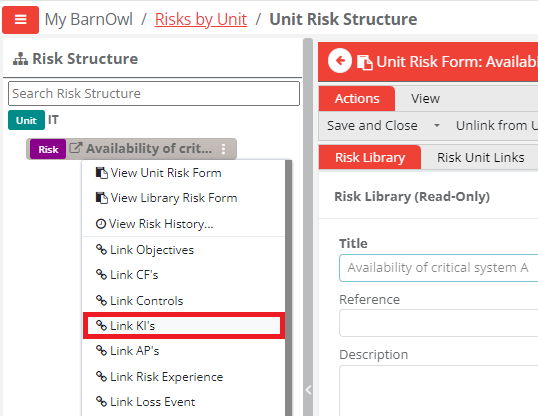 My BarnOwl / Risks by Unit / Unit Risk Structure
Risk Structure
Search Risk Structure
Unit IT
Risk Availability of crit...
View Unit Risk Form
View Library Risk Form
View Risk History...
Link Objectives
Link CF's
Link Controls
Link KI's
Link AP's
Link Risk Experience
Link Loss Event
Unit Risk Form: Availabi
Actions View
Save and Close Unlink from U
Risk Library Risk Unit Links
Risk Library (Read-Only)
Title
Availability of critical system A
Reference
Description